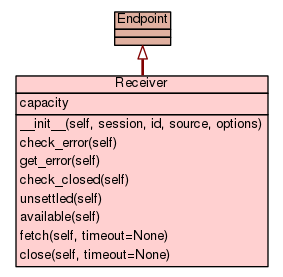 Endpoint
Receiver
capacity
__init__(self, session, id, source, options)
check_error(self)
get_error(self)
check_closed(self)
unsettled(self)
available(self)
fetch(self, timeout=None)
close(self, timeout=None)